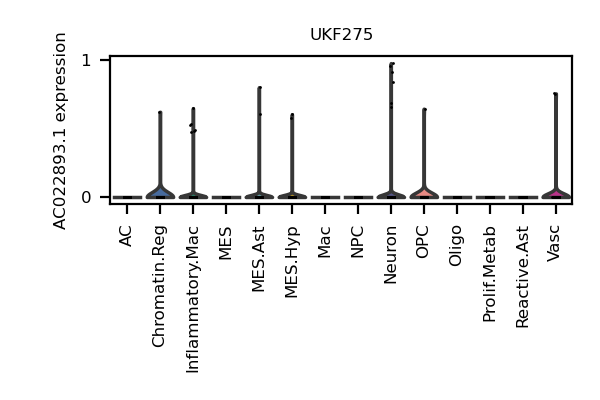 UKF275
AC022893.1 expression
1
0
AC
Chromatin.Reg
Inflammatory.Mac
MES
MES.Ast
MES.Hyp
Mac
NPC
Neuron
OPC
Oligo
Prolif.Metab
Reactive.Ast
Vasc